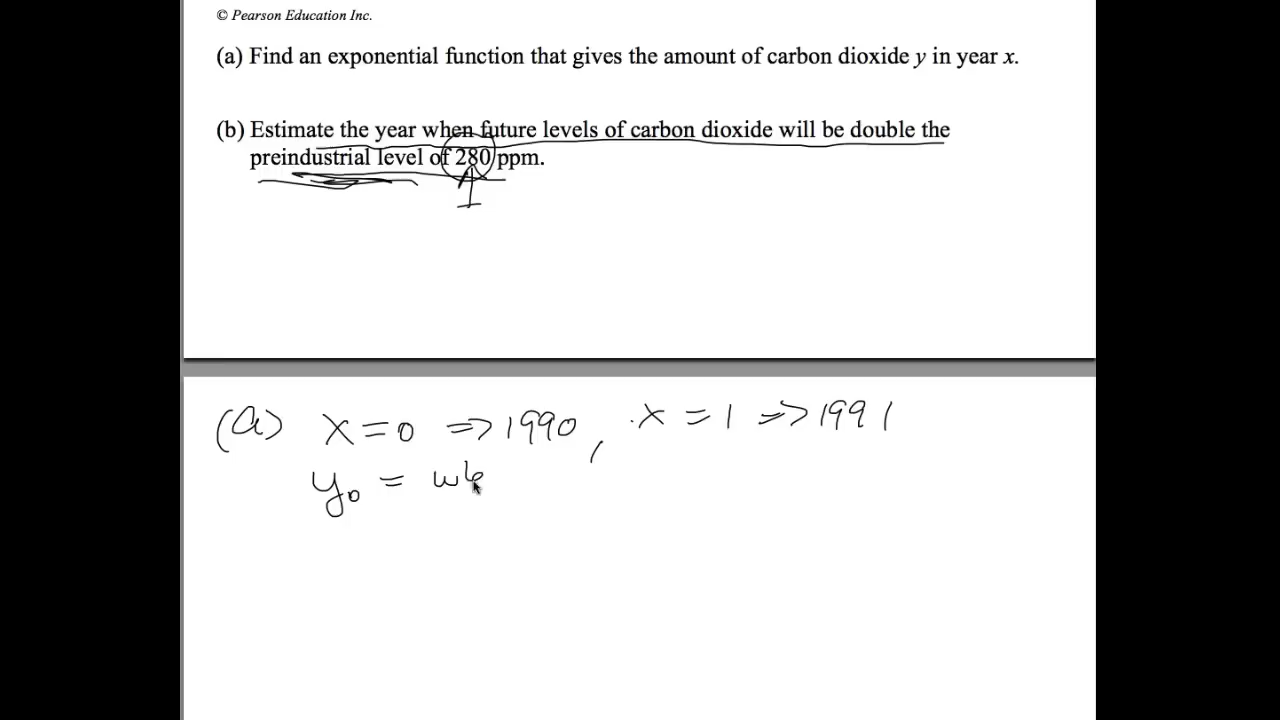 © Pearson Education Inc.
(a) Find an exponential function that gives the amount of carbon dioxide y in year x.
(b) Estimate the year when future levels of carbon dioxide will be double the
preindustrial level of 280 ppm.
(a) x = 0 => 1990, x = 1 => 1991
y₀ =